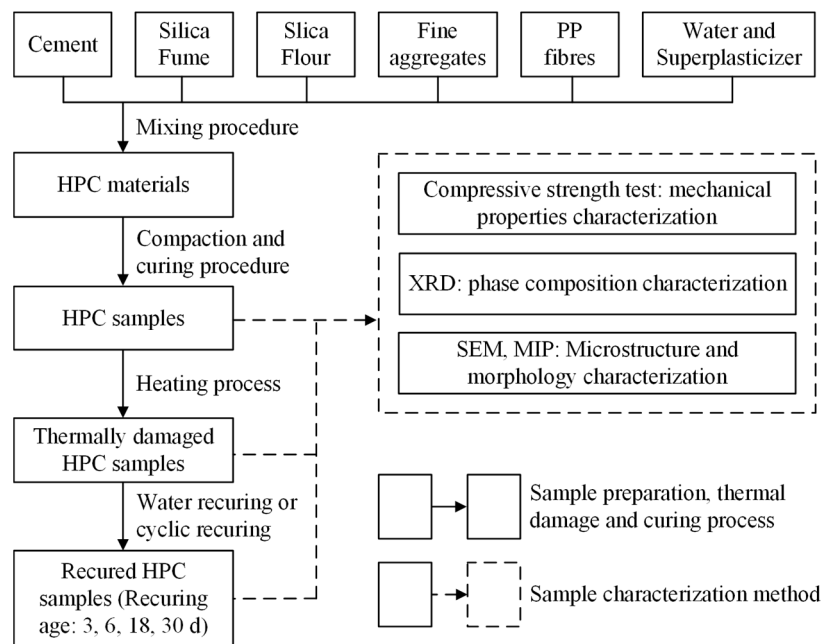 Cement
Silica
Fume
Slica
Flour
Fine
aggregates
PP
fibres
Water and
Superplasticizer
Mixing procedure
HPC materials
Compaction and
curing procedure
HPC samples
Heating process
Thermally damaged
HPC samples
Water recuring or
cyclic recuring
Recured HPC
samples (Recuring
age: 3, 6, 18, 30 d)
Compressive strength test: mechanical
properties characterization
XRD: phase composition characterization
SEM, MIP: Microstructure and
morphology characterization
Sample preparation, thermal
damage and curing process
Sample characterization method